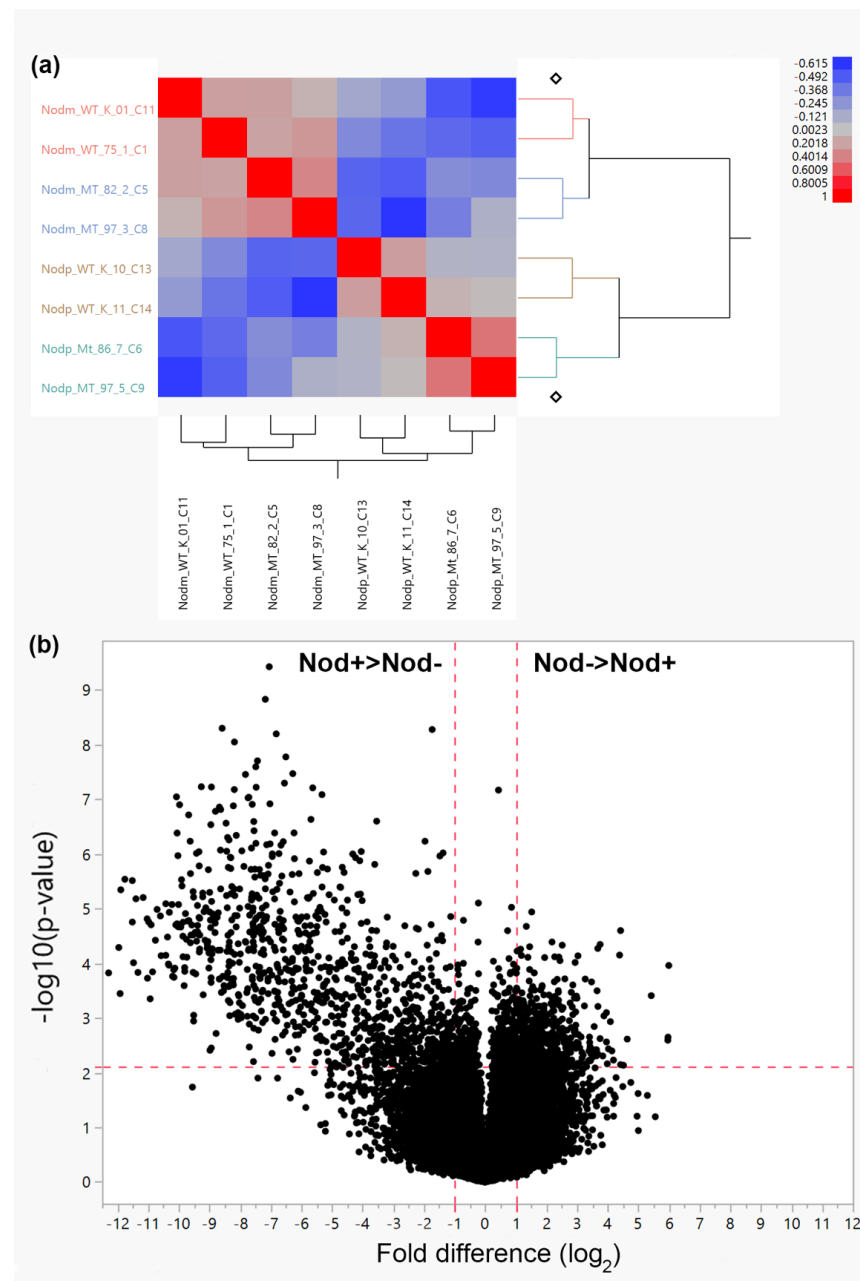 (a)
-0.615
-0.492
-0.368
-0.245
-0.121
0.0023
0.2018
0.4014
0.6009
0.8005
1
Nodm_WT_K_01_C11
Nodm_WT_75_1_C1
Nodm_MT_82_2_C5
Nodm_MT_97_3_C8
Nodp_WT_K_10_C13
Nodp_WT_K_11_C14
Nodp_Mt_86_7_C6
Nodp_MT_97_5_C9
Nodm_WT_K_01_C11
Nodm_WT_75_1_C1
Nodm_MT_82_2_C5
Nodm_MT_97_3_C8
Nodp_WT_K_10_C13
Nodp_WT_K_11_C14
Nodp_Mt_86_7_C6
Nodp_MT_97_5_C9
(b)
Nod+>Nod- Nod->Nod+
9
8
7
6
5
4
3
2
1
0
-log10(p-value)
-12 -11 -10 -9 -8 -7 -6 -5 -4 -3 -2 -1 0 1 2 3 4 5 6 7 8 9 10 11 12
Fold difference (log2)